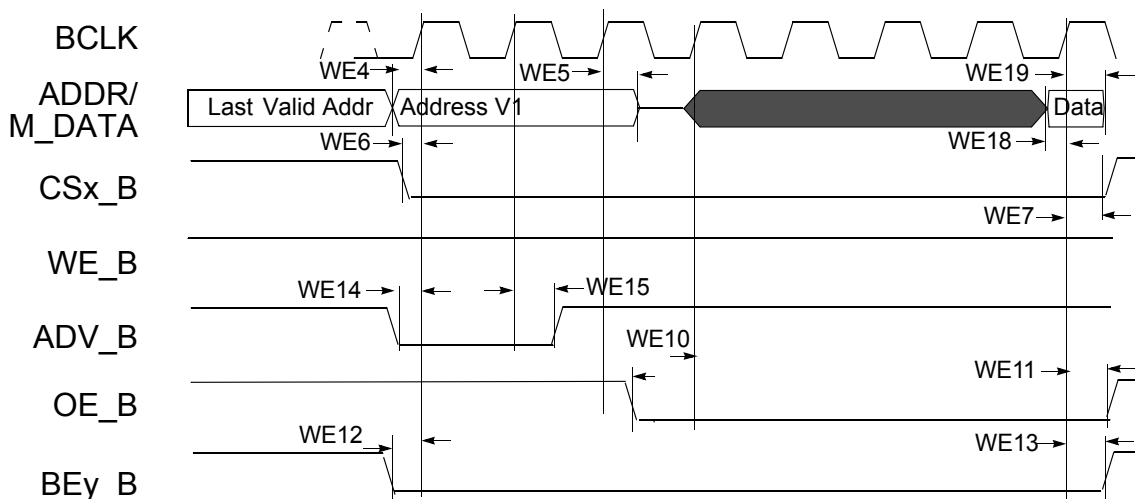 BCLK
WE4
WE5
WE19
ADDR/
M_DATA
Last Valid Addr
Address V1
Data
WE6
WE18
CSx_B
WE7
WE_B
WE14
WE15
ADV_B
WE10
WE11
OE_B
WE12
WE13
BEy_B